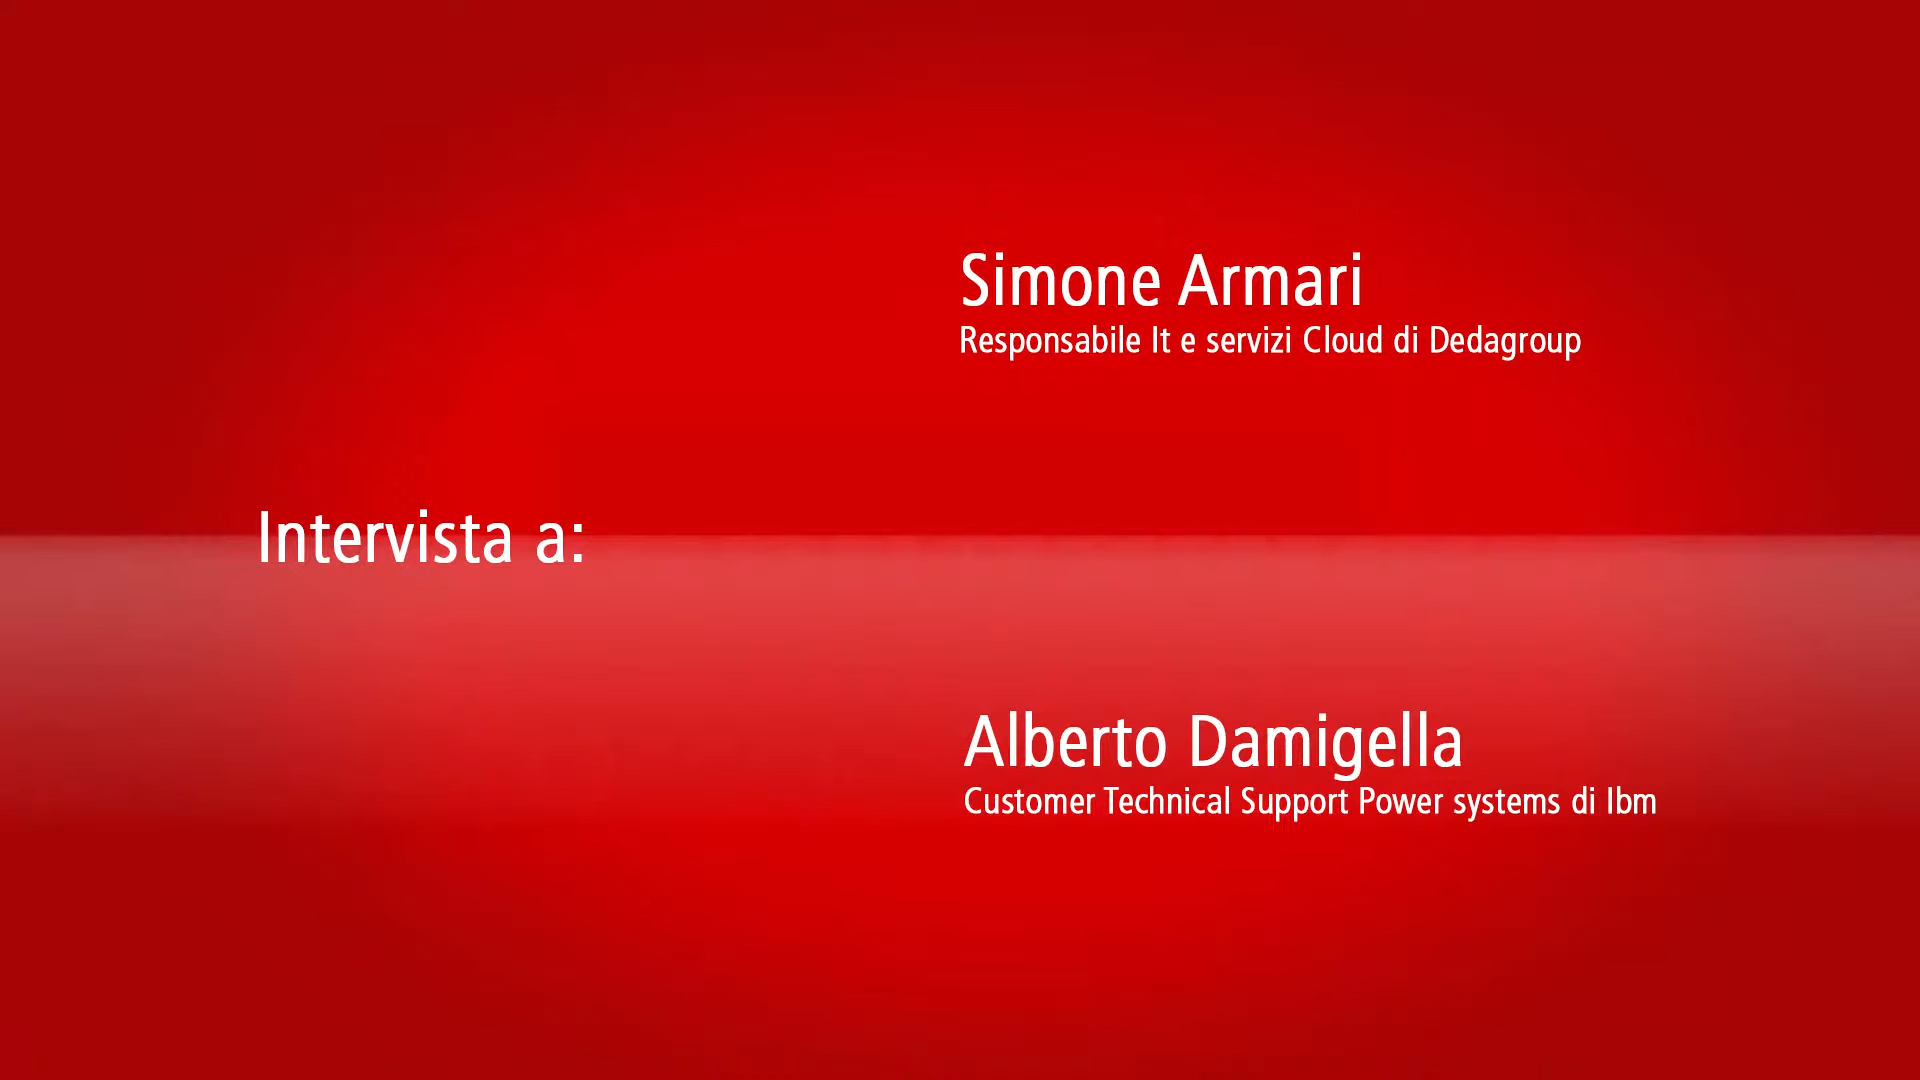 Intervista a:
Simone Armari
Responsabile It e servizi Cloud di Dedagroup
Alberto Damigella
Customer Technical Support Power systems di Ibm